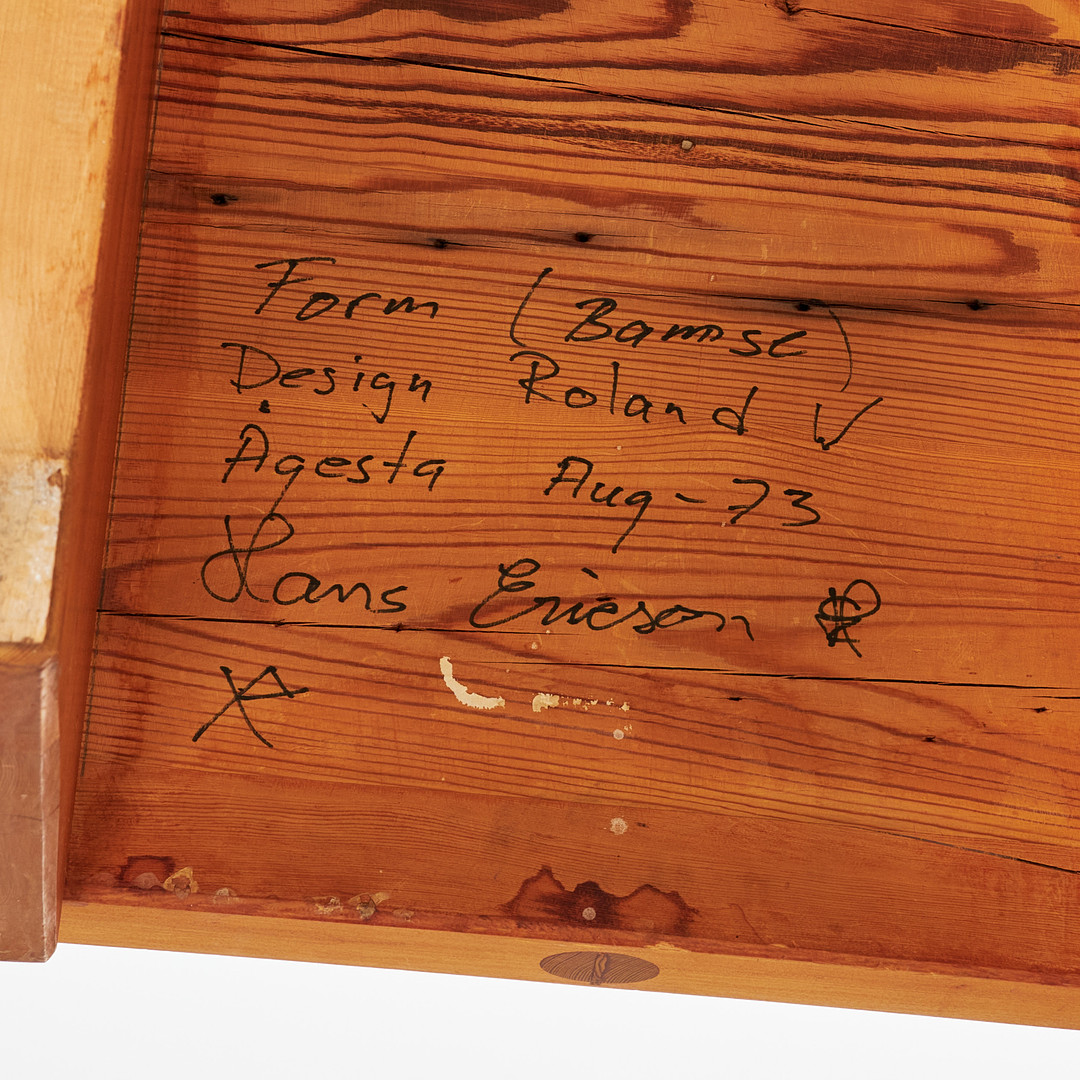 Form (Bamse)
Design Roland W
Ågesta Aug-73
Hans Ericson